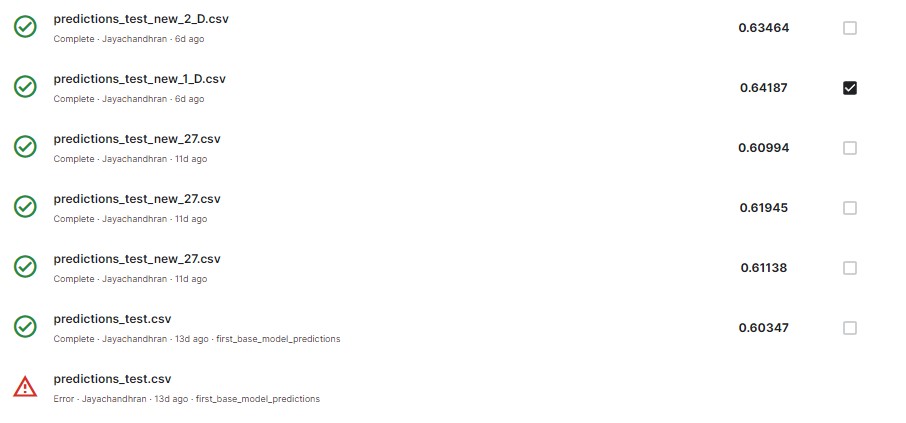 predictions_test_new_2_D.csv
Complete · Jayachandhran · 6d ago
0.63464
predictions_test_new_1_D.csv
Complete · Jayachandhran · 6d ago
0.64187
predictions_test_new_27.csv
Complete · Jayachandhran · 11d ago
0.60994
predictions_test_new_27.csv
Complete · Jayachandhran · 11d ago
0.61945
predictions_test_new_27.csv
Complete · Jayachandhran · 11d ago
0.61138
predictions_test.csv
Complete · Jayachandhran · 13d ago · first_base_model_predictions
0.60347
predictions_test.csv
Error · Jayachandhran · 13d ago · first_base_model_predictions